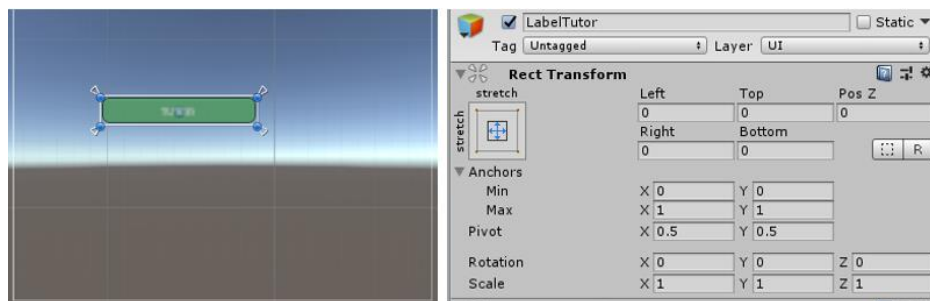 LabelTutor Static
Tag Untagged Layer UI
Rect Transform
stretch Left Top Pos Z
0 0 0
stretch Right Bottom
0 0 R
Anchors
Min X 0 Y 0
Max X 1 Y 1
Pivot X 0.5 Y 0.5
Rotation X 0 Y 0 Z 0
Scale X 1 Y 1 Z 1